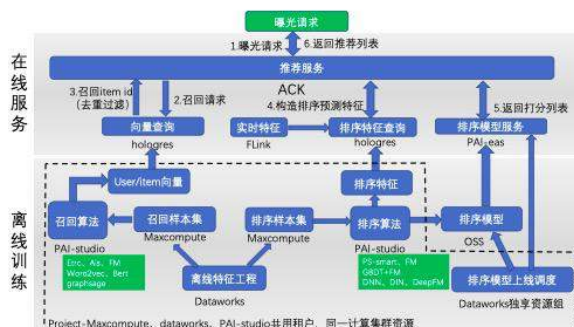 曝光请求
1.曝光请求
6.返回推荐列表
推荐服务
在线服务
ACK
3.召回item id
(去重过滤)
2.召回请求
4.构造排序预测特征
5.返回打分列表
向量查询
实时特征
排序特征查询
排序模型服务
hologres
FLink
hologres
PAI-eas
离线训练
User/item向量
排序特征
召回算法
召回样本集
排序样本集
排序算法
排序模型
PAI-studio
Maxcompute
Maxcompute
PAI-studio
OSS
Word2vec、Bert
graphsage
离线特征工程
PS-smart、FM
GBDT+FM
DNN、DIN、DeepFM
排序模型上线调度
Dataworks
Dataworks独享资源组
Project-Maxcompute、dataworks、PAI-studio共用租户，同一计算集群资源